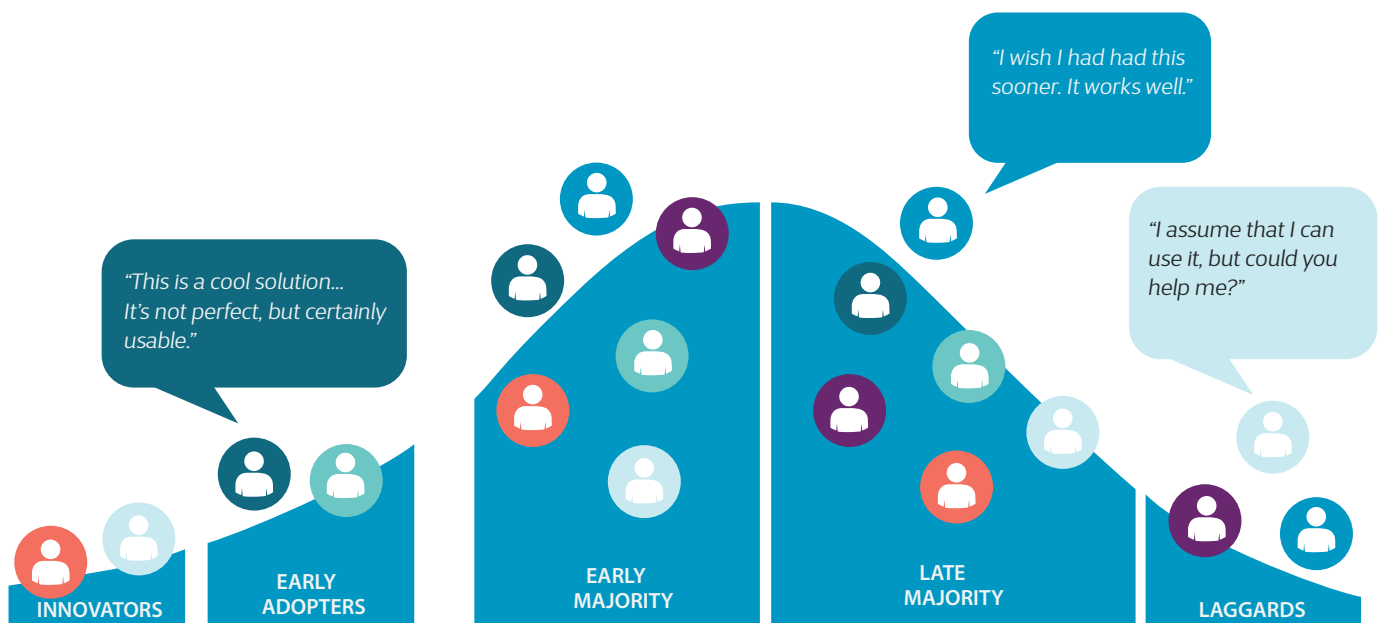 “This is a cool solution...
It’s not perfect, but certainly
usable.”
“I wish I had had this
sooner. It works well.”
“I assume that I can
use it, but could you
help me?”
INNOVATORS
EARLY
ADOPTERS
EARLY
MAJORITY
LATE
MAJORITY
LAGGARDS